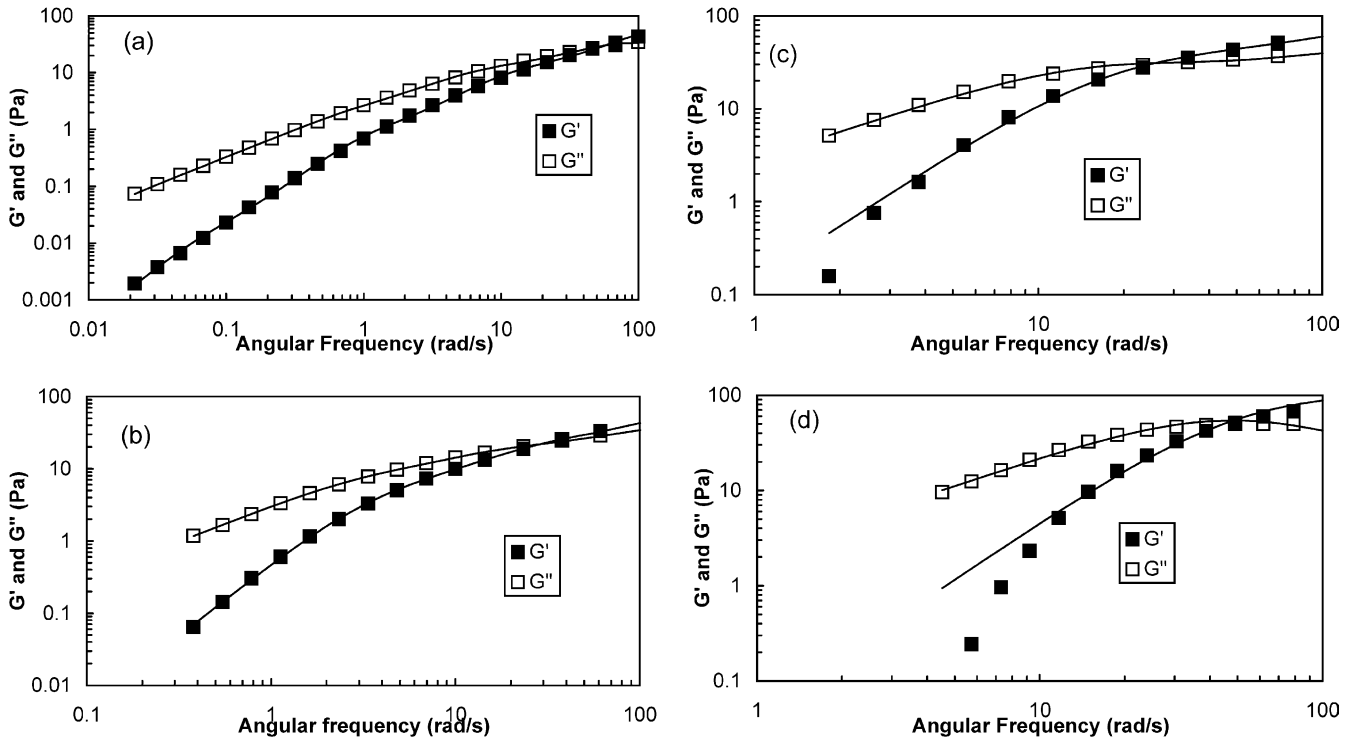 (a)
100
10
1
0.1
0.01
0.001
G' and G" (Pa)
G'
G"
0.01 0.1 1 10 100
Angular Frequency (rad/s)
(c)
100
10
1
0.1
G' and G" (Pa)
G'
G"
1 10 100
Angular Frequency (rad/s)
(b)
100
10
1
0.1
0.01
G' and G" (Pa)
G'
G"
0.1 1 10 100
Angular frequency (rad/s)
(d)
100
10
1
0.1
G' and G" (Pa)
G'
G"
1 10 100
Angular Frequency (rad/s)